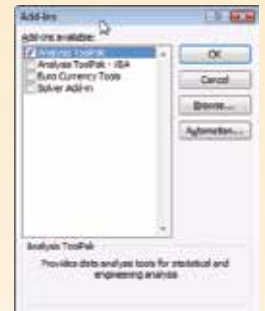 Add-Ins
Add-Ins available:
Analysis ToolPak
Analysis ToolPak - VBA
Euro Currency Tools
Solver Add-in
OK
Cancel
Browse...
Automation...
Analysis ToolPak
Provides data analysis tools for statistical and
engineering analysis